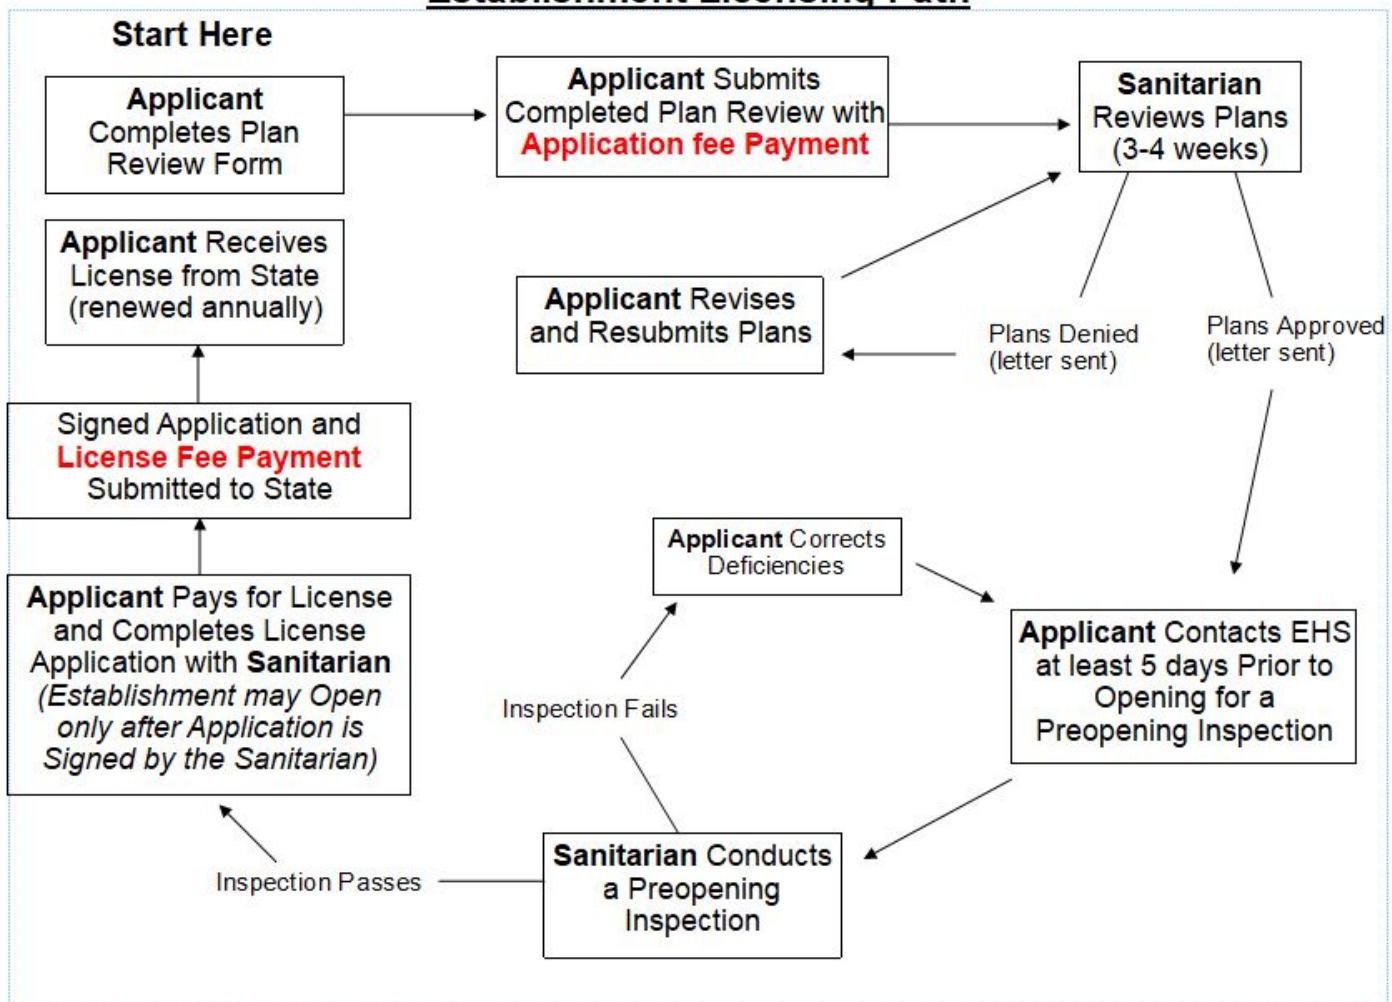 Establishment Licensing Path
Start Here
Applicant
Completes Plan
Review Form
Applicant Submits
Completed Plan Review with
Application fee Payment
Sanitarian
Reviews Plans
(3-4 weeks)
Applicant Receives
License from State
(renewed annually)
Applicant Revises
and Resubmits Plans
Plans Denied
(letter sent)
Plans Approved
(letter sent)
Signed Application and
License Fee Payment
Submitted to State
Applicant Corrects
Deficiencies
Applicant Pays for License
and Completes License
Application with Sanitarian
(Establishment may Open
only after Application is
Signed by the Sanitarian)
Applicant Contacts EHS
at least 5 days Prior to
Opening for a
Preopening Inspection
Inspection Fails
Inspection Passes
Sanitarian Conducts
a Preopening
Inspection